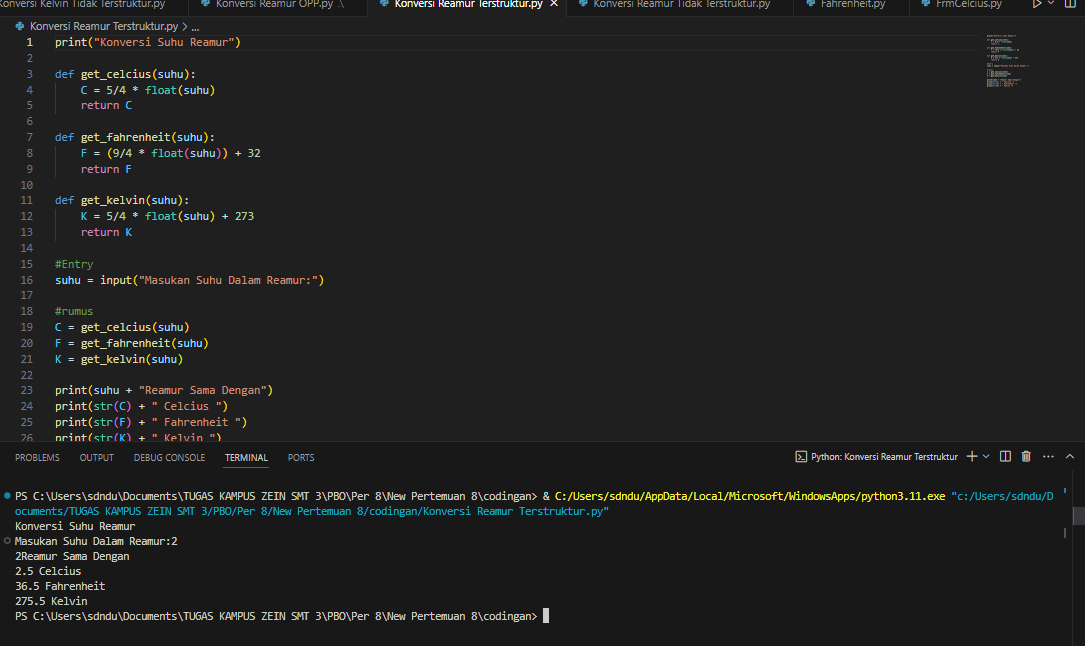 Konversi Kelvin Tidak Terstruktur.py Konversi Reamur OPP.py .\ Konversi Reamur Terstruktur.py Konversi Reamur Tidak Terstruktur.py Fahrenheit.py FrmCelcius.py
Konversi Reamur Terstruktur.py > ...
1 print("Konversi Suhu Reamur")
2
3 def get_celcius(suhu):
4 C = 5/4 * float(suhu)
5 return C
6
7 def get_fahrenheit(suhu):
8 F = (9/4 * float(suhu)) + 32
9 return F
10
11 def get_kelvin(suhu):
12 K = 5/4 * float(suhu) + 273
13 return K
14
15 #Entry
16 suhu = input("Masukan Suhu Dalam Reamur:")
17
18 #rumus
19 C = get_celcius(suhu)
20 F = get_fahrenheit(suhu)
21 K = get_kelvin(suhu)
22
23 print(suhu + "Reamur Sama Dengan")
24 print(str(C) + " Celcius ")
25 print(str(F) + " Fahrenheit ")
26 print(str(K) + " Kelvin ")
PROBLEMS OUTPUT DEBUG CONSOLE TERMINAL PORTS Python: Konversi Reamur Terstruktur
PS C:\Users\sdndu\Documents\TUGAS KAMPUS ZEIN SMT 3\PBO\Per 8\New Pertemuan 8\codingan> & C:/Users/sdndu/AppData/Local/Microsoft/WindowsApps/python3.11.exe "c:/Users/sdndu/D
ocuments/TUGAS KAMPUS ZEIN SMT 3/PBO/Per 8/New Pertemuan 8/codingan/Konversi Reamur Terstruktur.py"
Konversi Suhu Reamur
Masukan Suhu Dalam Reamur:2
2Reamur Sama Dengan
2.5 Celcius
36.5 Fahrenheit
275.5 Kelvin
PS C:\Users\sdndu\Documents\TUGAS KAMPUS ZEIN SMT 3\PBO\Per 8\New Pertemuan 8\codingan>